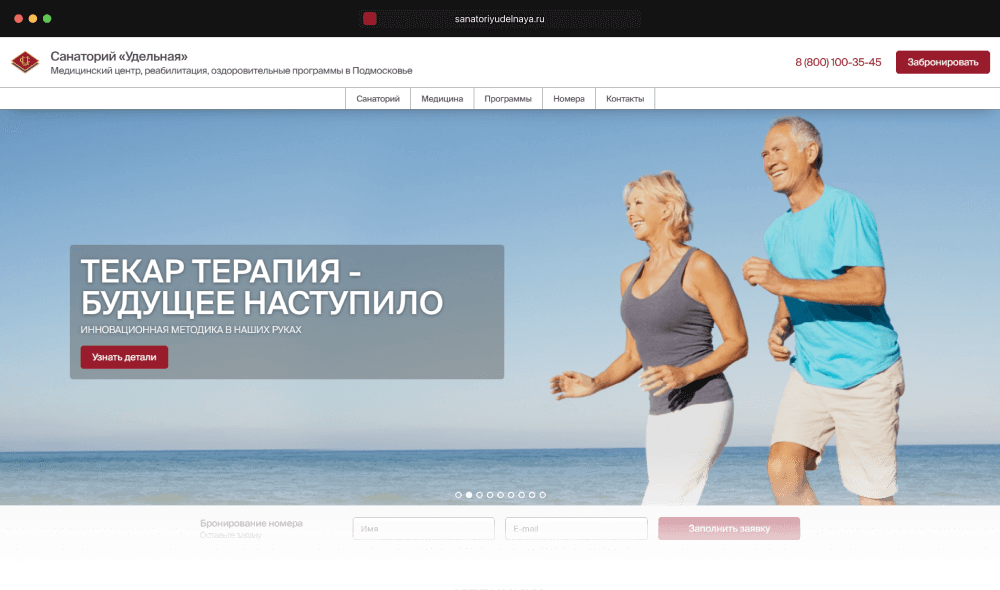 sanatoriyudelnaya.ru
Санаторий «Удельная»
Медицинский центр, реабилитация, оздоровительные программы в Подмосковье
8 (800) 100-35-45
Забронировать
Санаторий
Медицина
Программы
Номера
Контакты
ТЕКАР ТЕРАПИЯ -
БУДУЩЕЕ НАСТУПИЛО
ИННОВАЦИОННАЯ МЕТОДИКА В НАШИХ РУКАХ
Узнать детали
Бронирование номера
Оставьте заявку
Имя
E-mail
Заполнить заявку